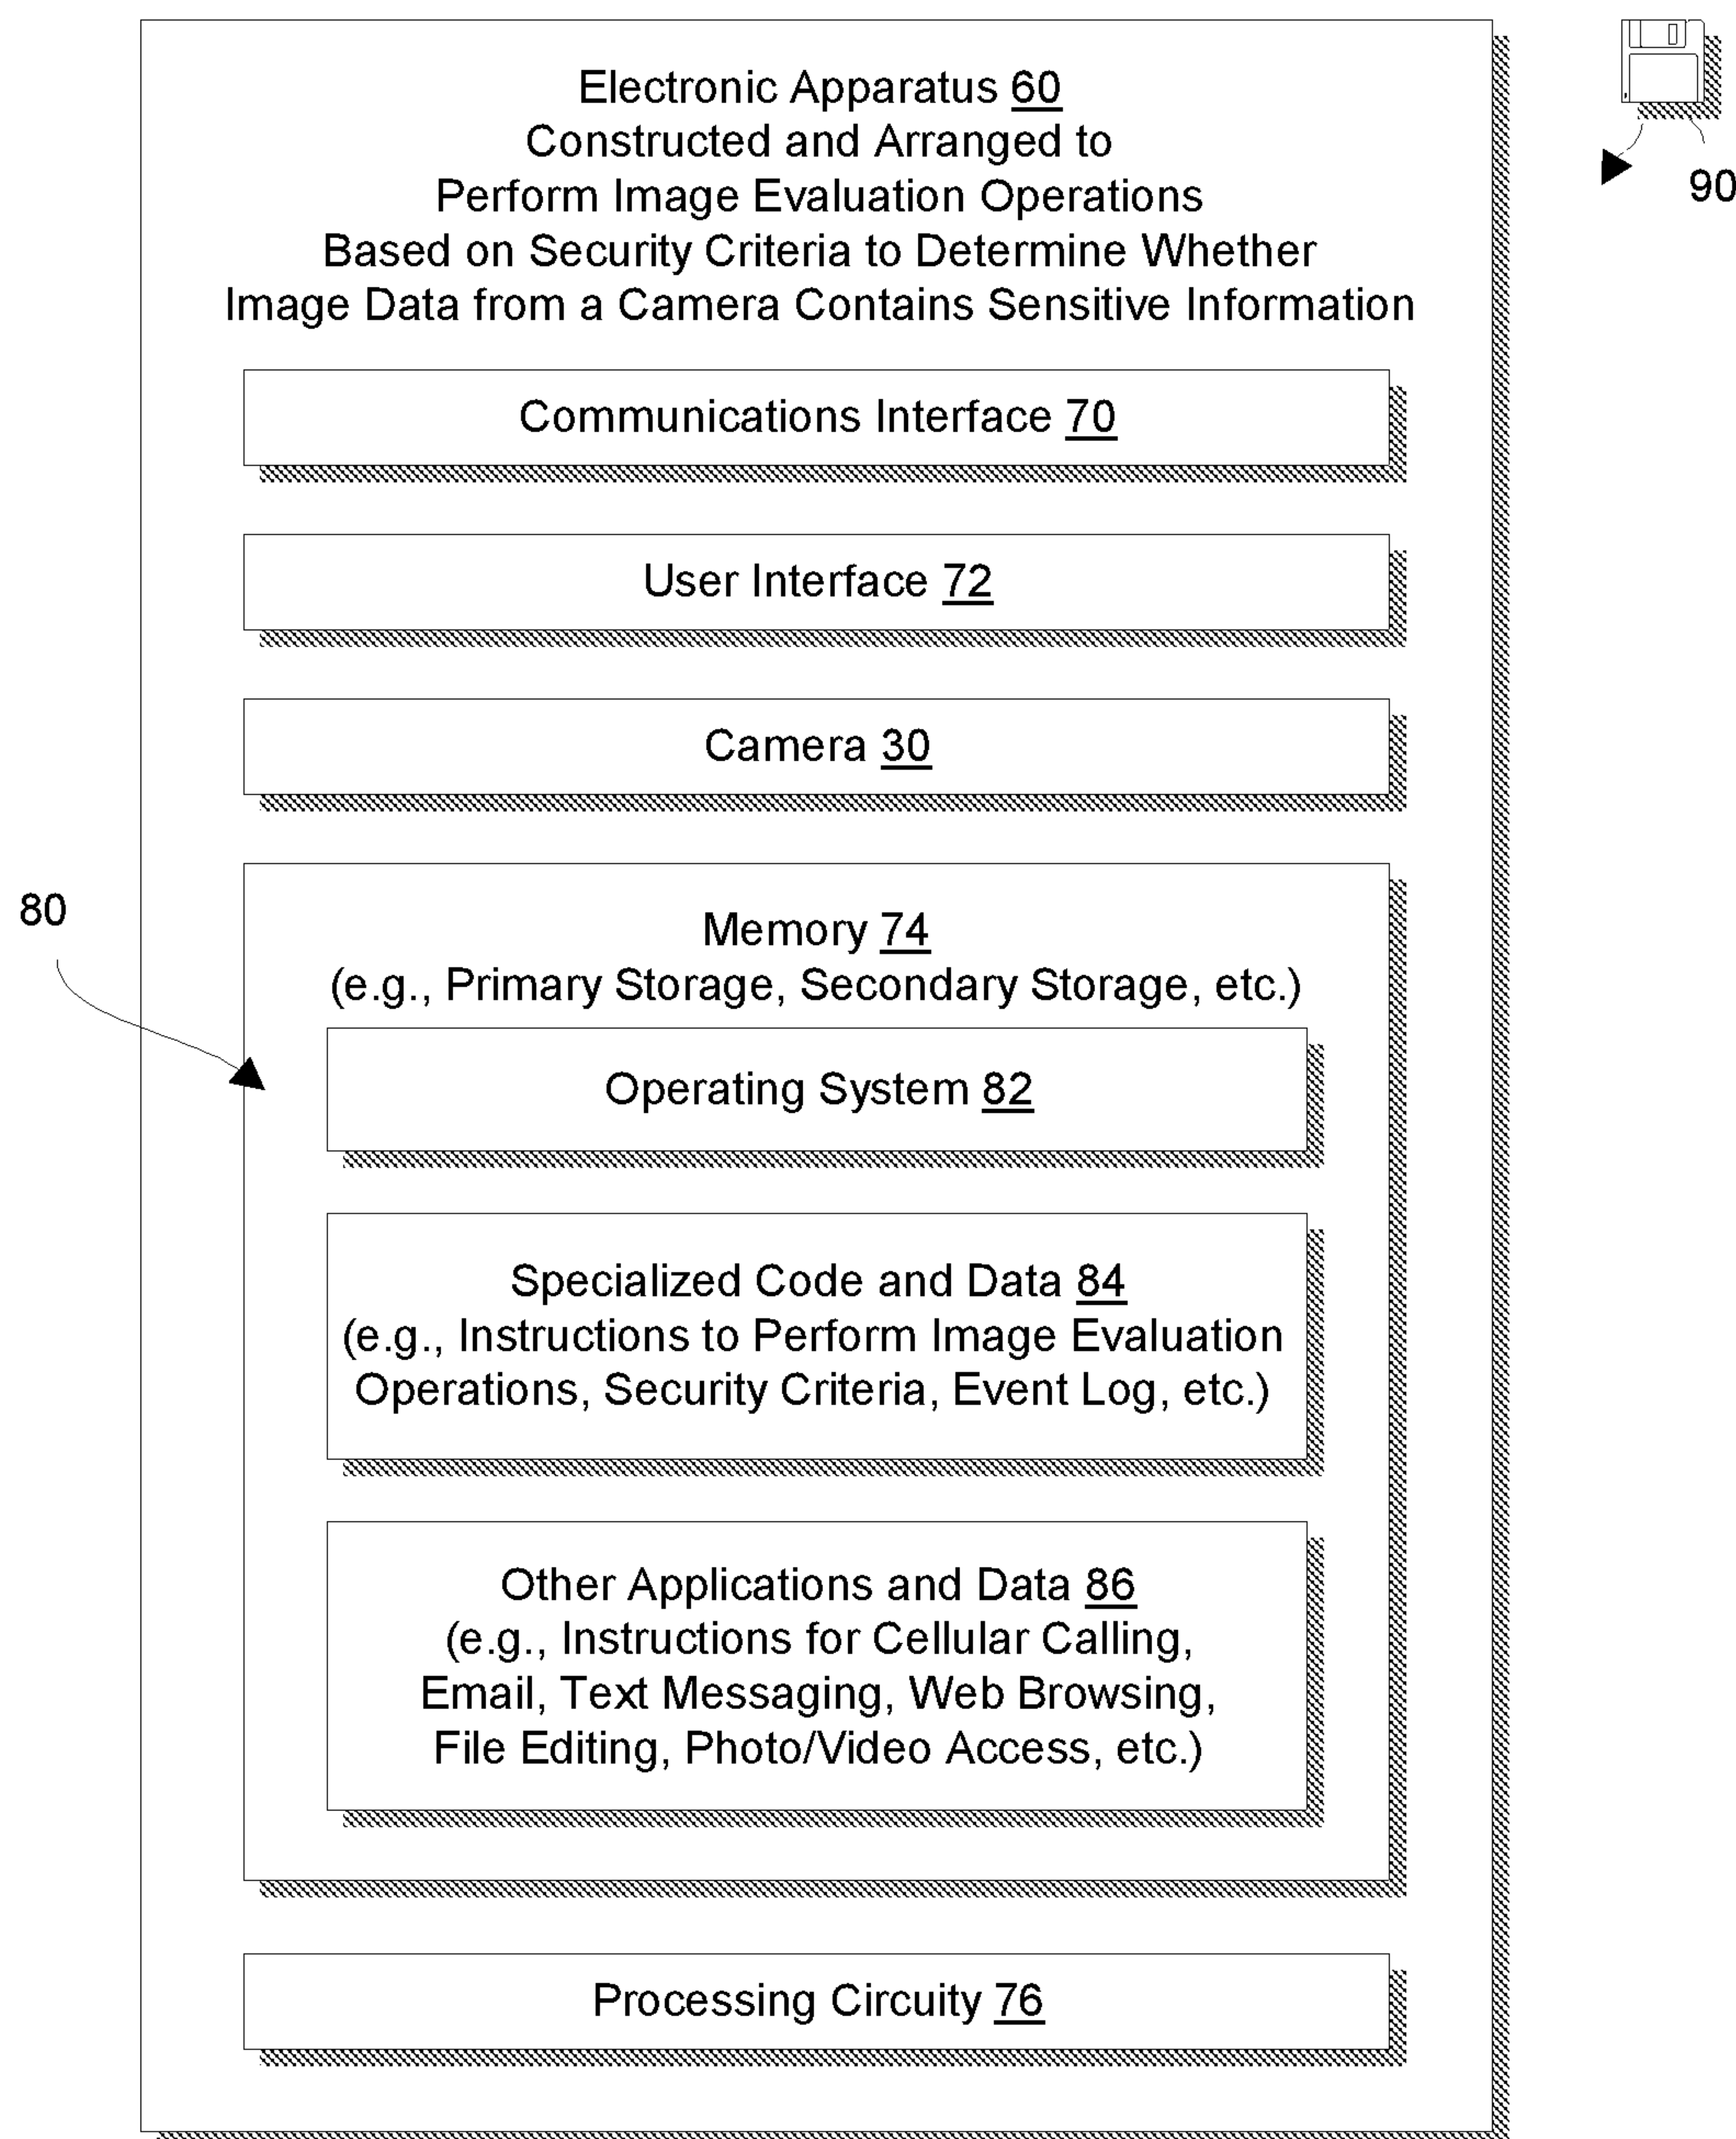 Electronic Apparatus 60
Constructed and Arranged to
Perform Image Evaluation Operations
Based on Security Criteria to Determine Whether
Image Data from a Camera Contains Sensitive Information
90
Communications Interface 70
User Interface 72
Camera 30
80
Memory 74
(e.g., Primary Storage, Secondary Storage, etc.)
Operating System 82
Specialized Code and Data 84
(e.g., Instructions to Perform Image Evaluation
Operations, Security Criteria, Event Log, etc.)
Other Applications and Data 86
(e.g., Instructions for Cellular Calling,
Email, Text Messaging, Web Browsing,
File Editing, Photo/Video Access, etc.)
Processing Circuity 76